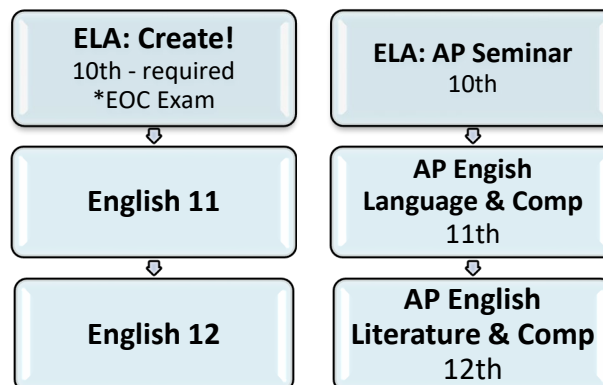 ELA: Create!
10th - required
*EOC Exam
English 11
English 12
ELA: AP Seminar
10th
AP Engish
Language & Comp
11th
AP English
Literature & Comp
12th